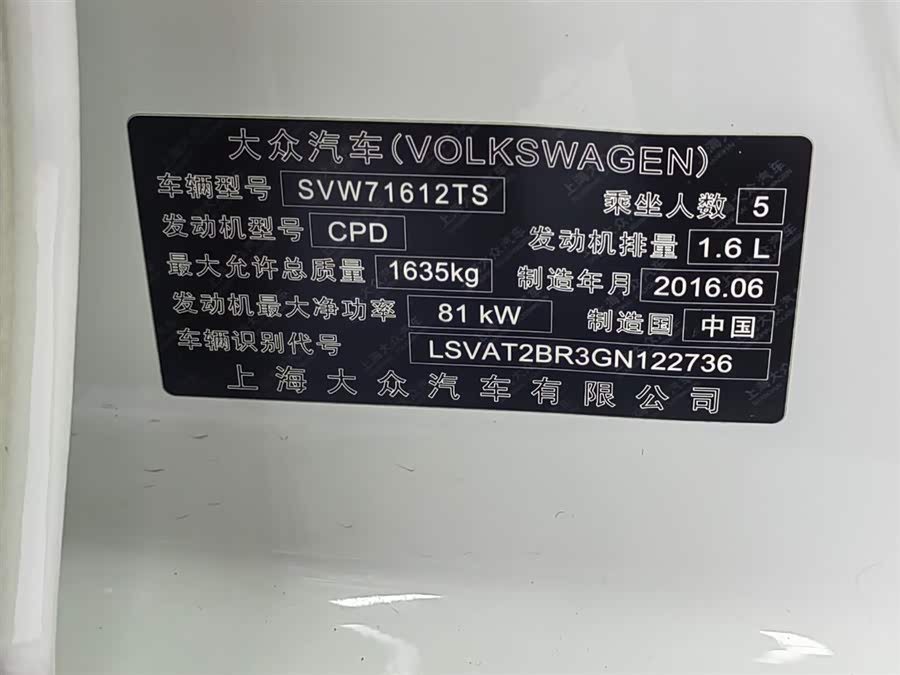 大众汽车(VOLKSWAGEN)
车辆型号 SVW71612TS 乘坐人数 5
发动机型号 CPD 发动机排量 1.6 L
最大允许总质量 1635kg 制造年月 2016.06
发动机最大净功率 81 kW 制造国 中国
车辆识别代号 LSVAT2BR3GN122736
上海大众汽车有限公司